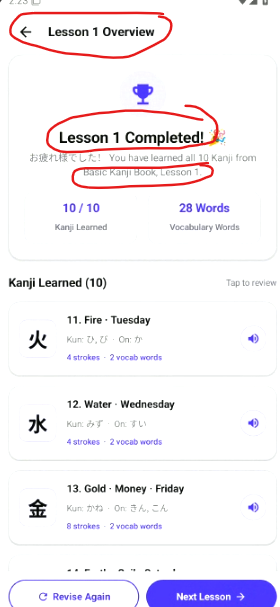 2:23
Lesson 1 Overview
Lesson 1 Completed! 🎉
お疲れ様でした! You have learned all 10 Kanji from
Basic Kanji Book, Lesson 1.
10 / 10
28 Words
Kanji Learned
Vocabulary Words
Kanji Learned (10)
Tap to review
火
11. Fire · Tuesday
Kun: ひ, び · On: か
4 strokes · 2 vocab words
水
12. Water · Wednesday
Kun: みず · On: すい
4 strokes · 2 vocab words
金
13. Gold · Money · Friday
Kun: かね · On: きん, こん
8 strokes · 2 vocab words
Revise Again
Next Lesson →